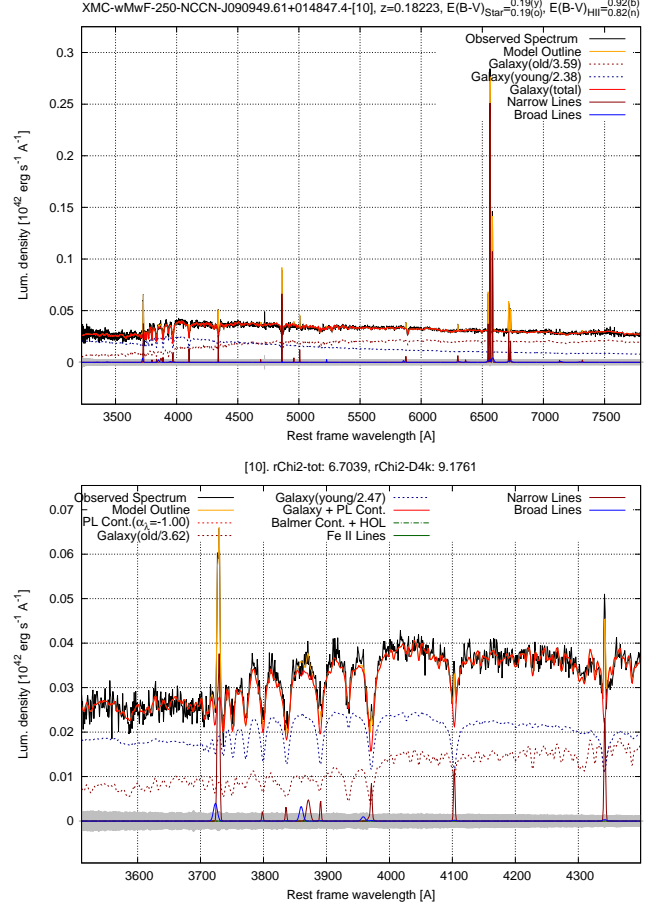 XMC-wMwF-250-NCCN-J090949.61+014847.4-[10], z=0.18223, E(B-V)Star=0.19(y) 0.19(o), E(B-V)HII=0.92(b) 0.82(n)
Observed Spectrum
Model Outline
Galaxy(old/3.59)
Galaxy(young/2.38)
Galaxy(total)
Narrow Lines
Broad Lines
0.3
0.25
0.2
0.15
0.1
0.05
0
Lum. density [10^42 erg s^-1 A^-1]
3500 4000 4500 5000 5500 6000 6500 7000 7500
Rest frame wavelength [A]
[10]. rChi2-tot: 6.7039, rChi2-D4k: 9.1761
Observed Spectrum
Model Outline
PL Cont.(αλ=-1.00)
Galaxy(old/3.62)
Galaxy(young/2.47)
Galaxy + PL Cont.
Balmer Cont. + HOL
Fe II Lines
Narrow Lines
Broad Lines
0.07
0.06
0.05
0.04
0.03
0.02
0.01
0
Lum. density [10^42 erg s^-1 A^-1]
3600 3700 3800 3900 4000 4100 4200 4300
Rest frame wavelength [A]